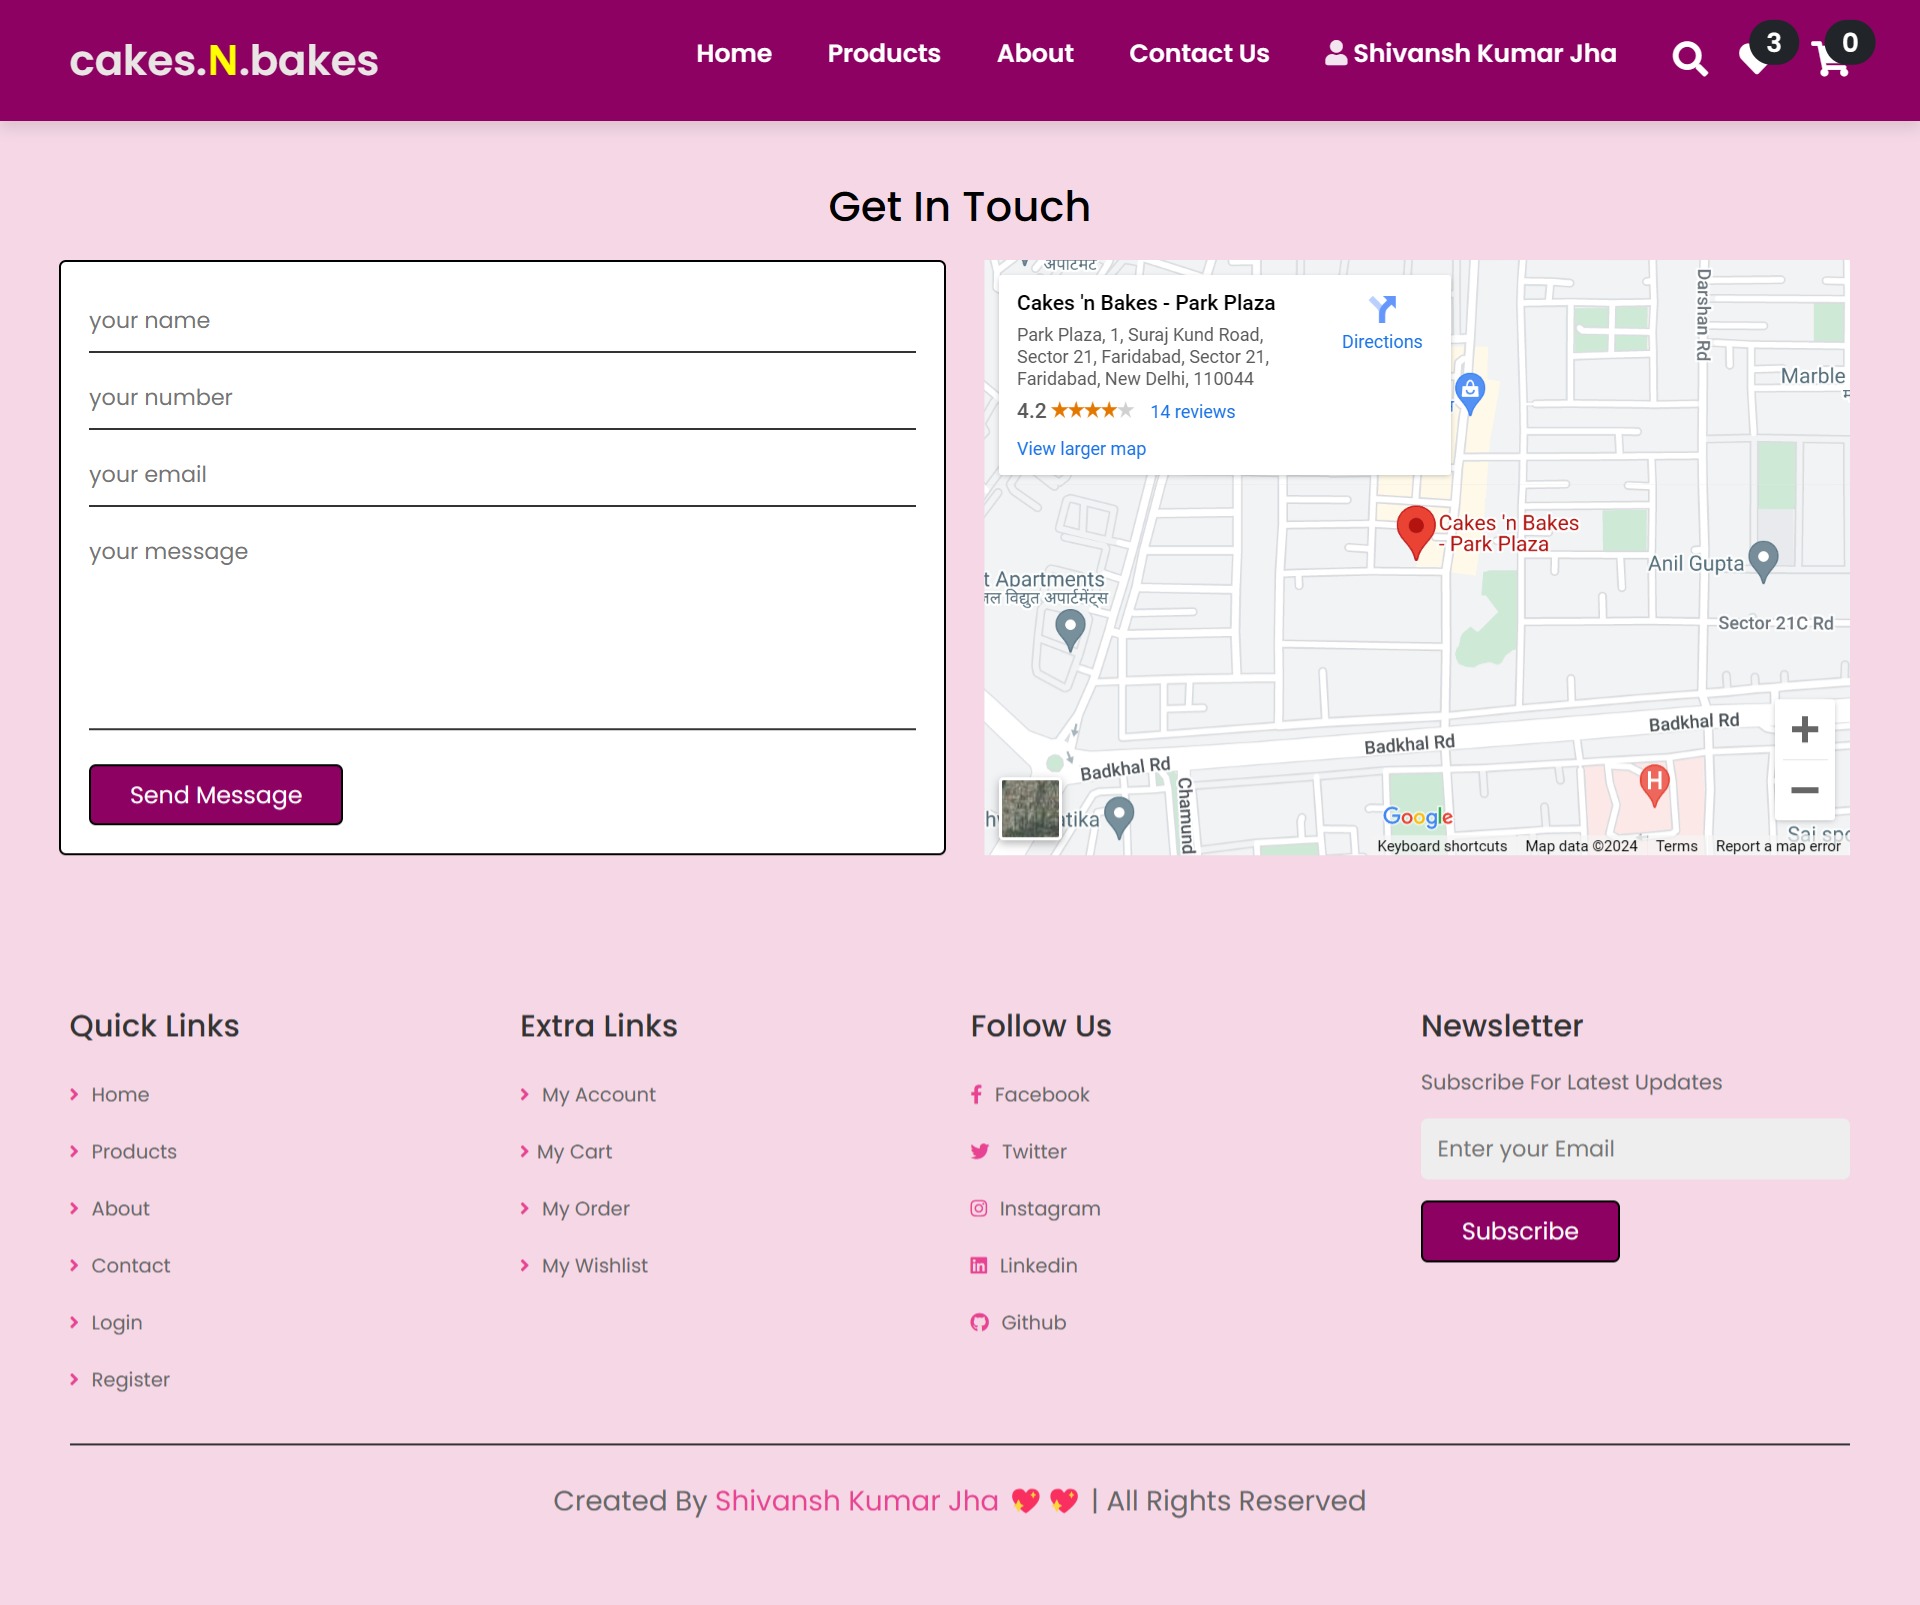 cakes.N.bakes
Home
Products
About
Contact Us
Shivansh Kumar Jha
3
0
Get In Touch
your name
your number
your email
your message
Send Message
अपार्टमेंट
Cakes 'n Bakes - Park Plaza
Park Plaza, 1, Suraj Kund Road,
Sector 21, Faridabad, Sector 21,
Faridabad, New Delhi, 110044
4.2
14 reviews
View larger map
Directions
Darshan Rd
Marble
Cakes 'n Bakes
- Park Plaza
Anil Gupta
t Apartments
जल विद्युत अपार्टमेंट्स
Sector 21C Rd
Badkhal Rd
Badkhal Rd
Badkhal Rd
Chamund
H
atika
Google
Sai spo
Keyboard shortcuts
Map data ©2024
Terms
Report a map error
Quick Links
Home
Products
About
Contact
Login
Register
Extra Links
My Account
My Cart
My Order
My Wishlist
Follow Us
Facebook
Twitter
Instagram
Linkedin
Github
Newsletter
Subscribe For Latest Updates
Enter your Email
Subscribe
Created By Shivansh Kumar Jha 💖 💖 | All Rights Reserved